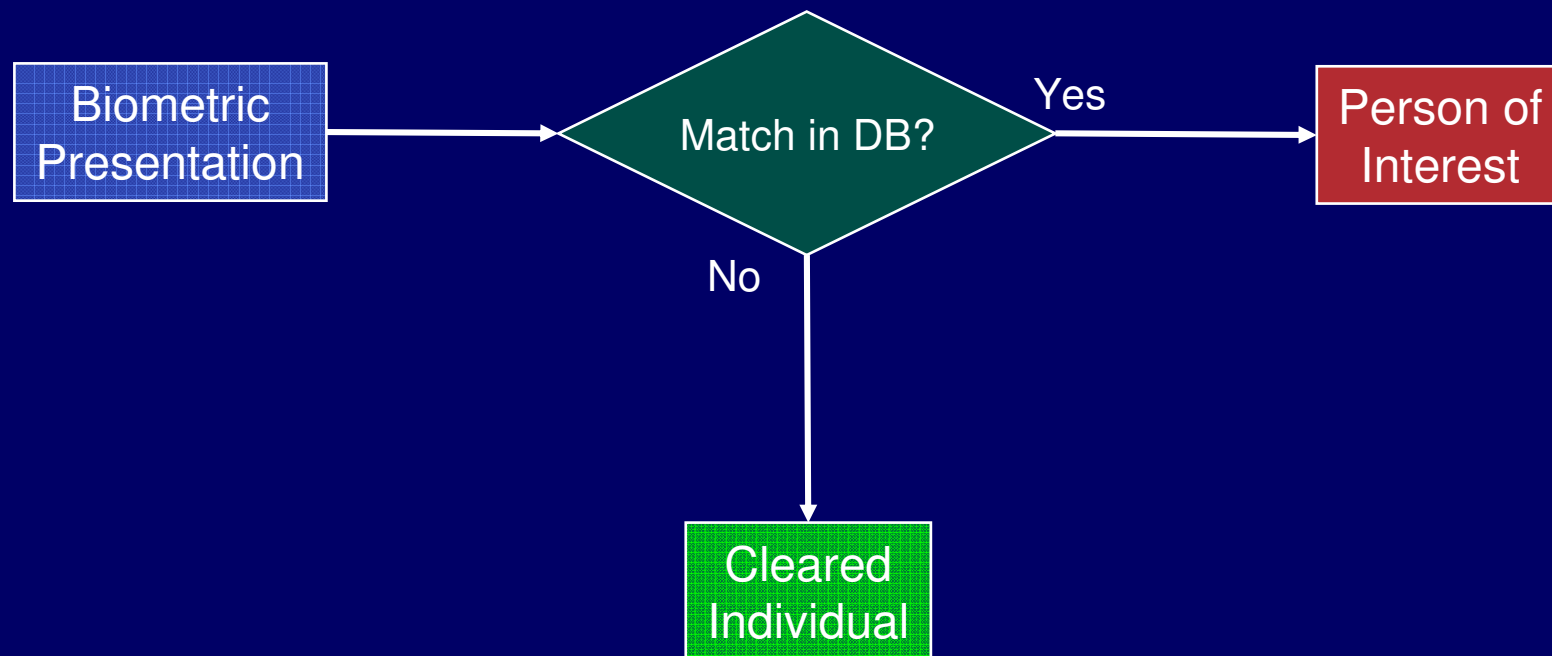 Biometric
Presentation
Match in DB?
Yes
Person of
Interest
No
Cleared
Individual